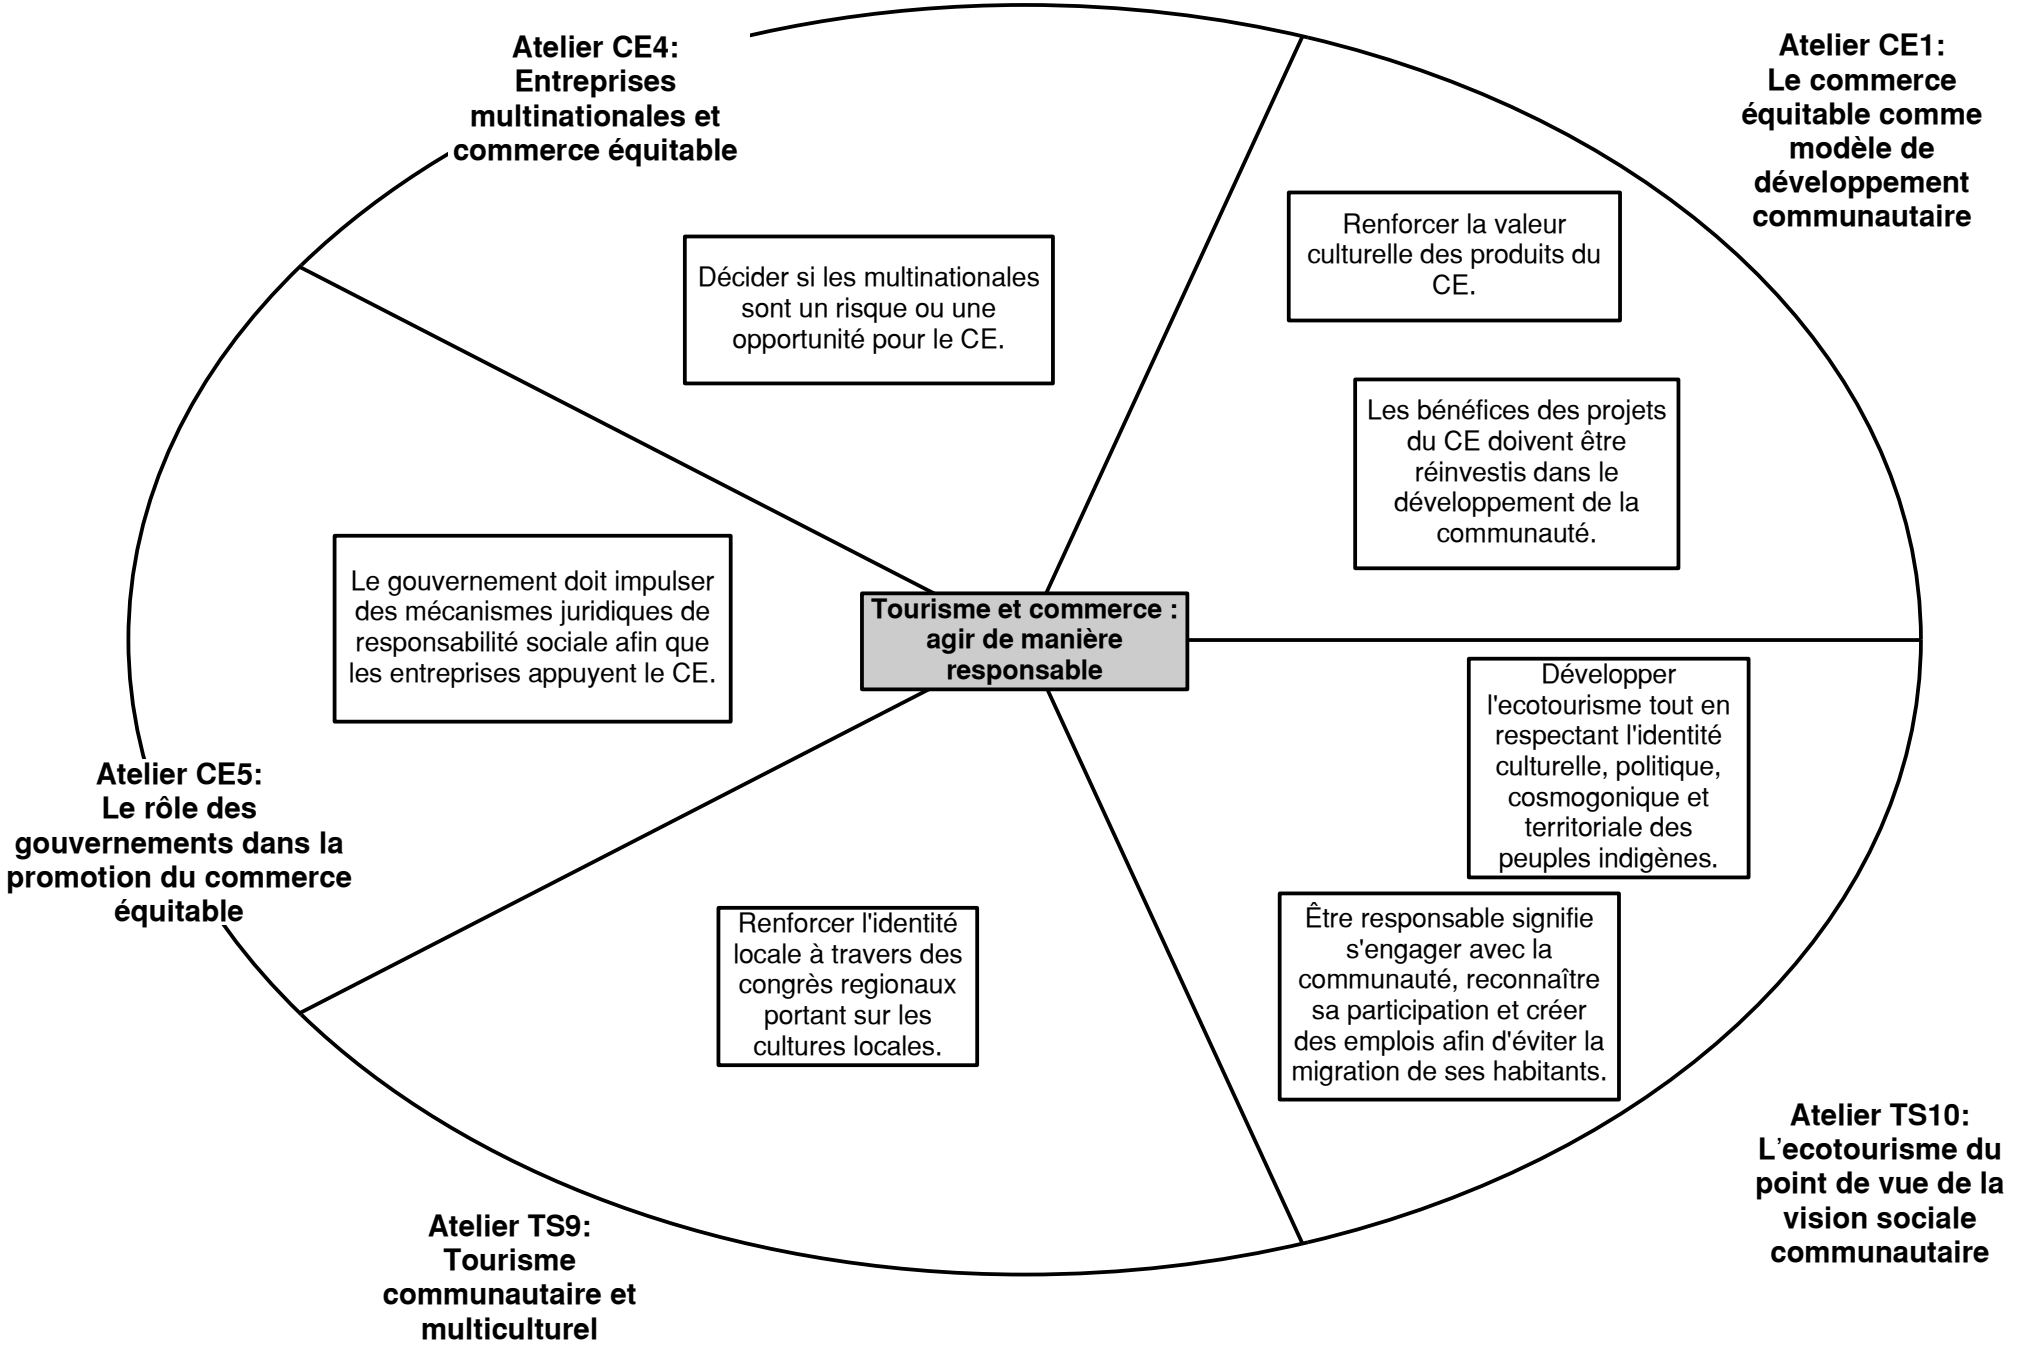 Atelier CE4:
Entreprises
multinationales et
commerce équitable
Atelier CE1:
Le commerce
équitable comme
modèle de
développement
communautaire
Décider si les multinationales
sont un risque ou une
opportunité pour le CE.
Renforcer la valeur
culturelle des produits du
CE.
Les bénéfices des projets
du CE doivent être
réinvestis dans le
développement de la
communauté.
Le gouvernement doit impulser
des mécanismes juridiques de
responsabilité sociale afin que
les entreprises appuyent le CE.
Tourisme et commerce :
agir de manière
responsable
Développer
l'ecotourisme tout en
respectant l'identité
culturelle, politique,
cosmogonique et
territoriale des
peuples indigènes.
Atelier CE5:
Le rôle des
gouvernements dans la
promotion du commerce
équitable
Renforcer l'identité
locale à travers des
congrès regionaux
portant sur les
cultures locales.
Être responsable signifie
s'engager avec la
communauté, reconnaître
sa participation et créer
des emplois afin d'éviter la
migration de ses habitants.
Atelier TS9:
Tourisme
communautaire et
multiculturel
Atelier TS10:
L’ecotourisme du
point de vue de la
vision sociale
communautaire